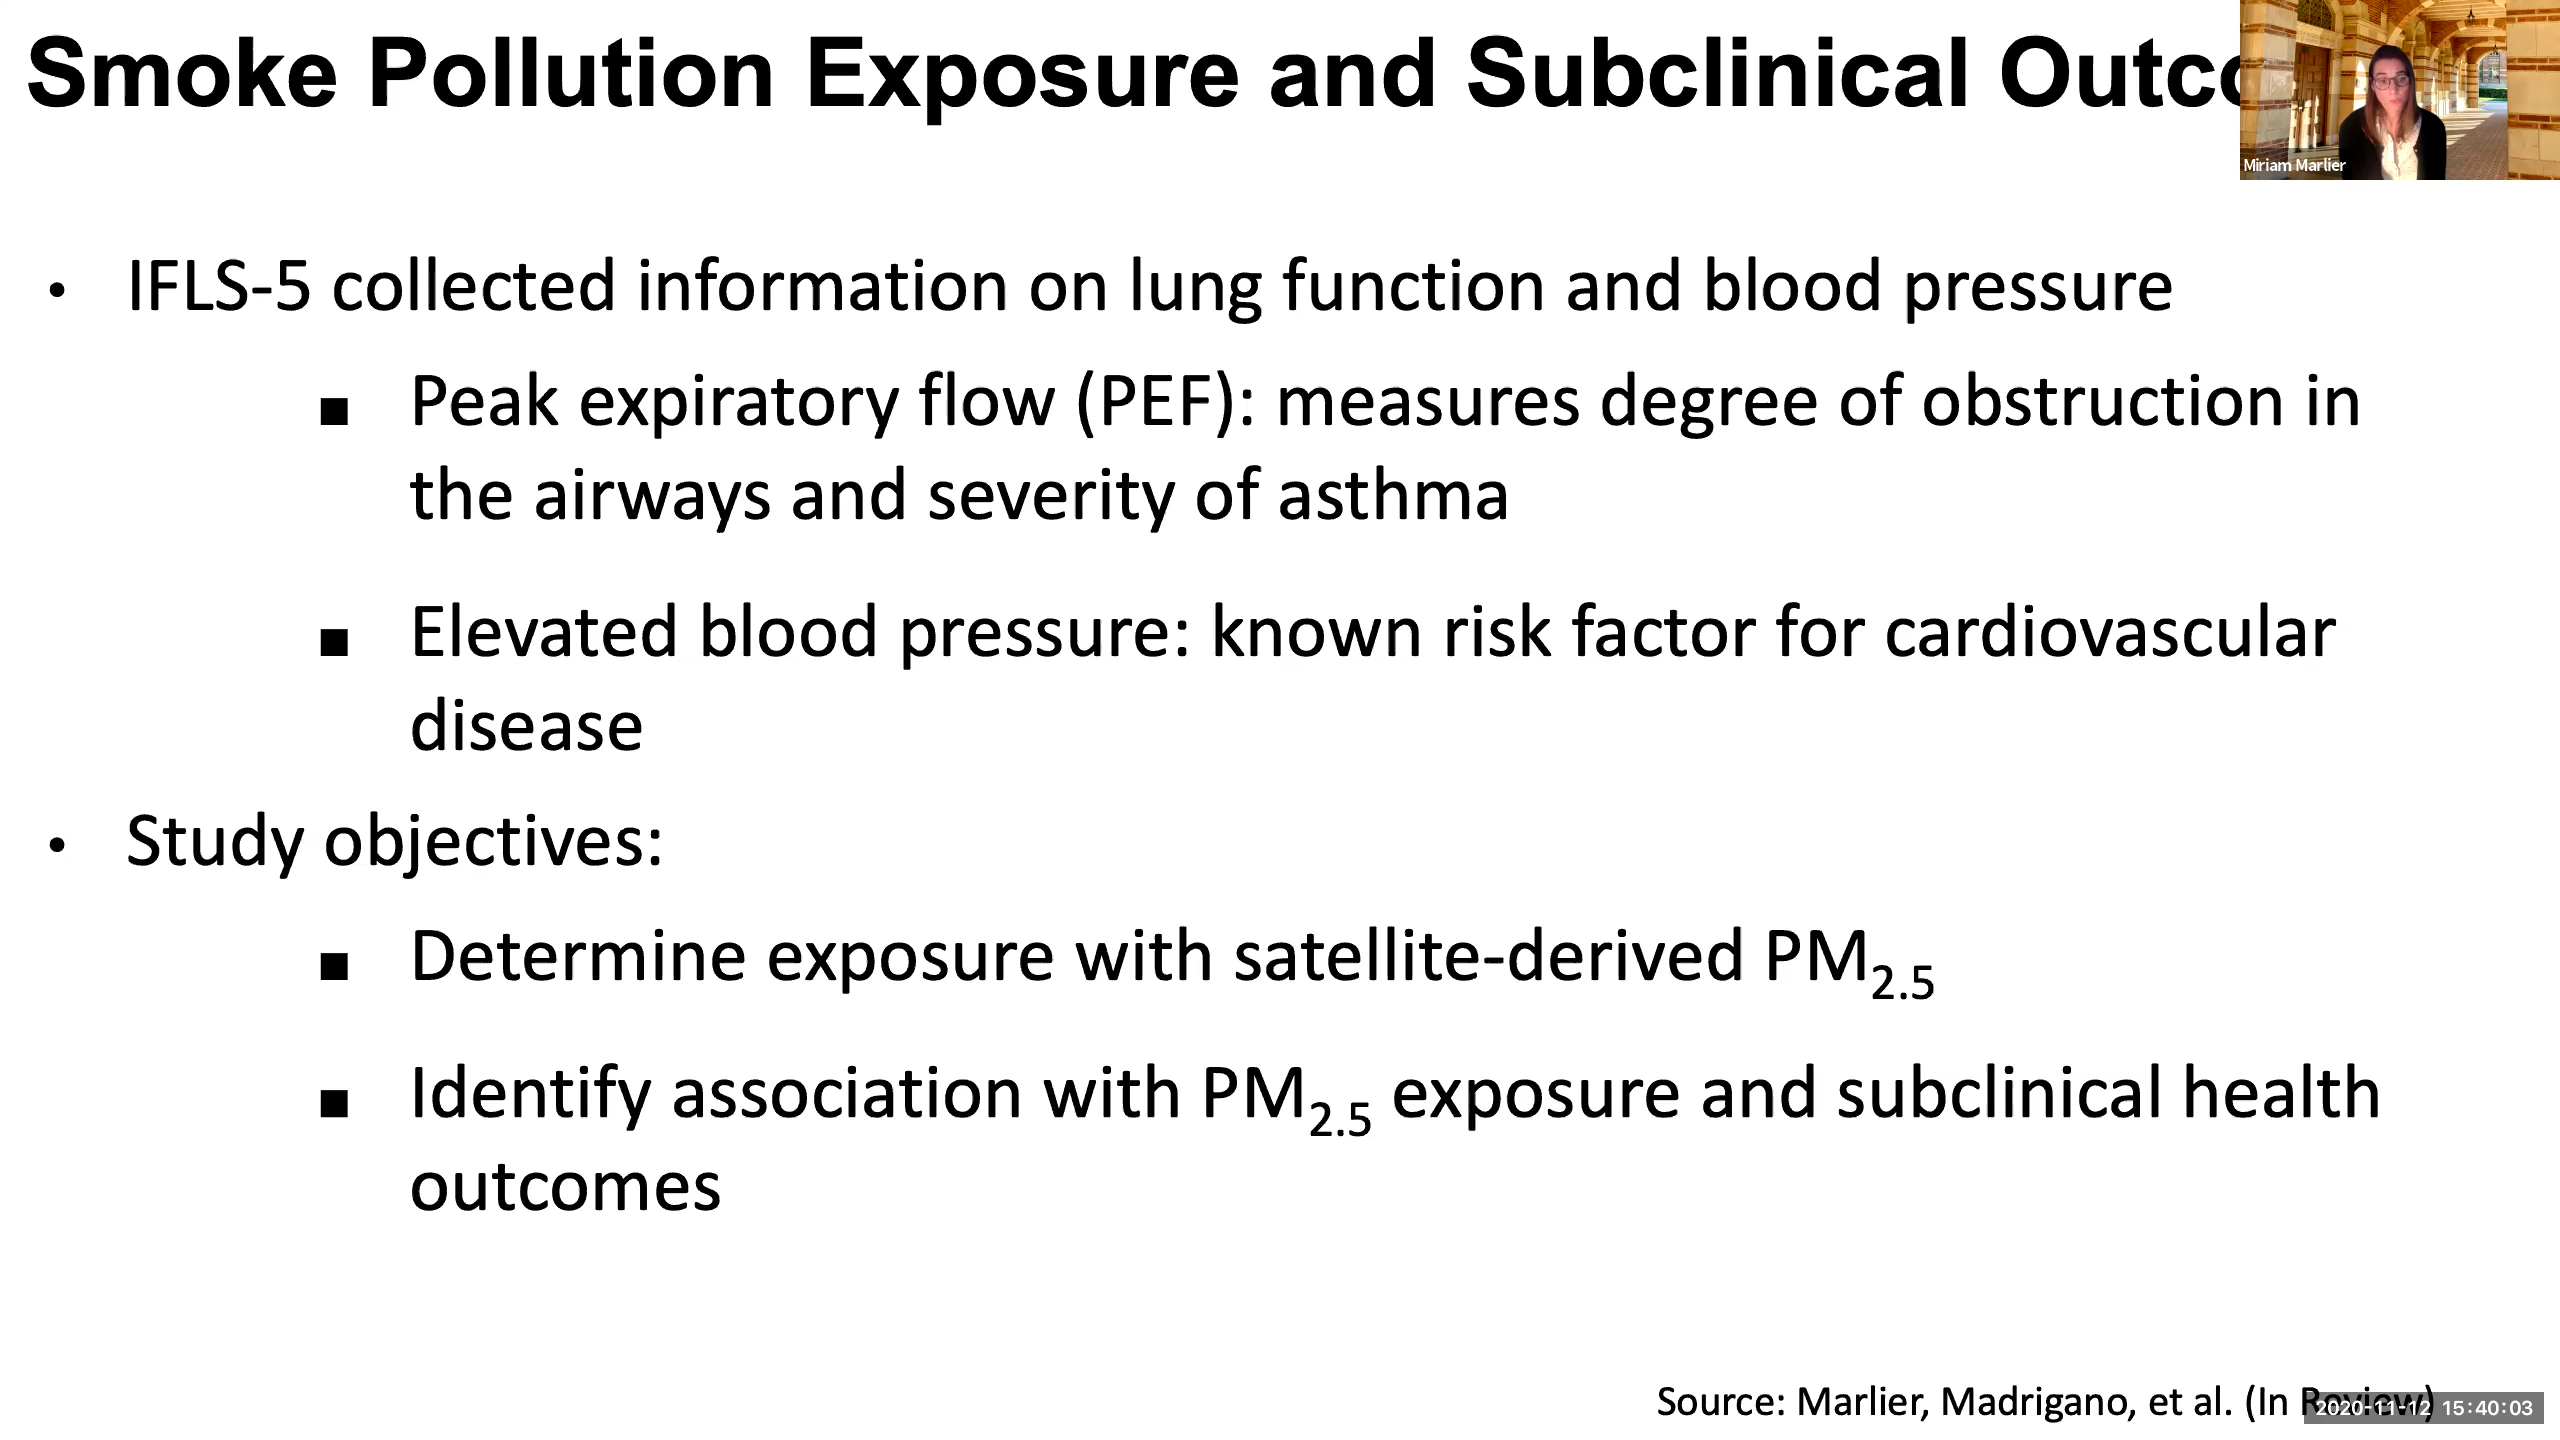 Smoke Pollution Exposure and Subclinical
Miriam Marlier
• IFLS-5 collected information on lung function and blood pressure
■ Peak expiratory flow (PEF): measures degree of obstruction in
the airways and severity of asthma
■ Elevated blood pressure: known risk factor for cardiovascular
disease
• Study objectives:
■ Determine exposure with satellite-derived PM2.5
■ Identify association with PM2.5 exposure and subclinical health
outcomes
Source: Marlier, Madrigano, et al. (In Review)
2020-11-12 15:40:03